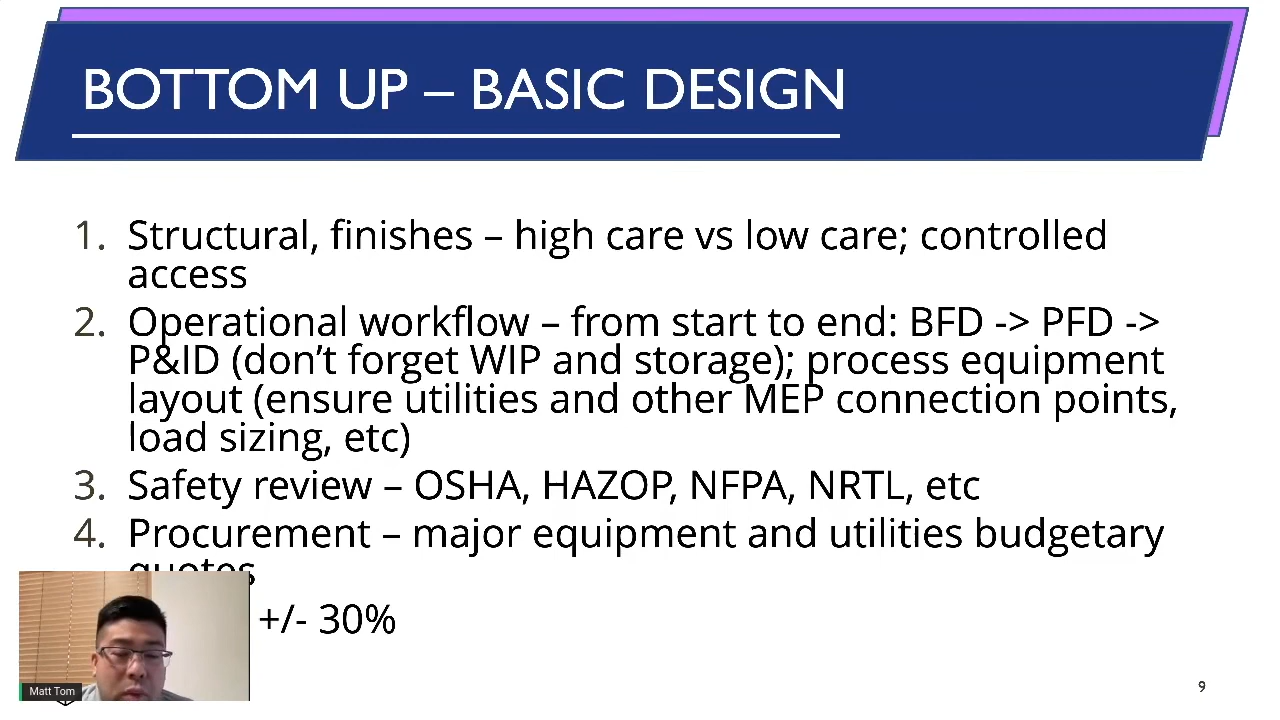 BOTTOM UP – BASIC DESIGN
1. Structural, finishes – high care vs low care; controlled
access
2. Operational workflow – from start to end: BFD -> PFD ->
P&ID (don’t forget WIP and storage); process equipment
layout (ensure utilities and other MEP connection points,
load sizing, etc)
3. Safety review – OSHA, HAZOP, NFPA, NRTL, etc
4. Procurement – major equipment and utilities budgetary
quotes
+/- 30%
Matt Tom
9